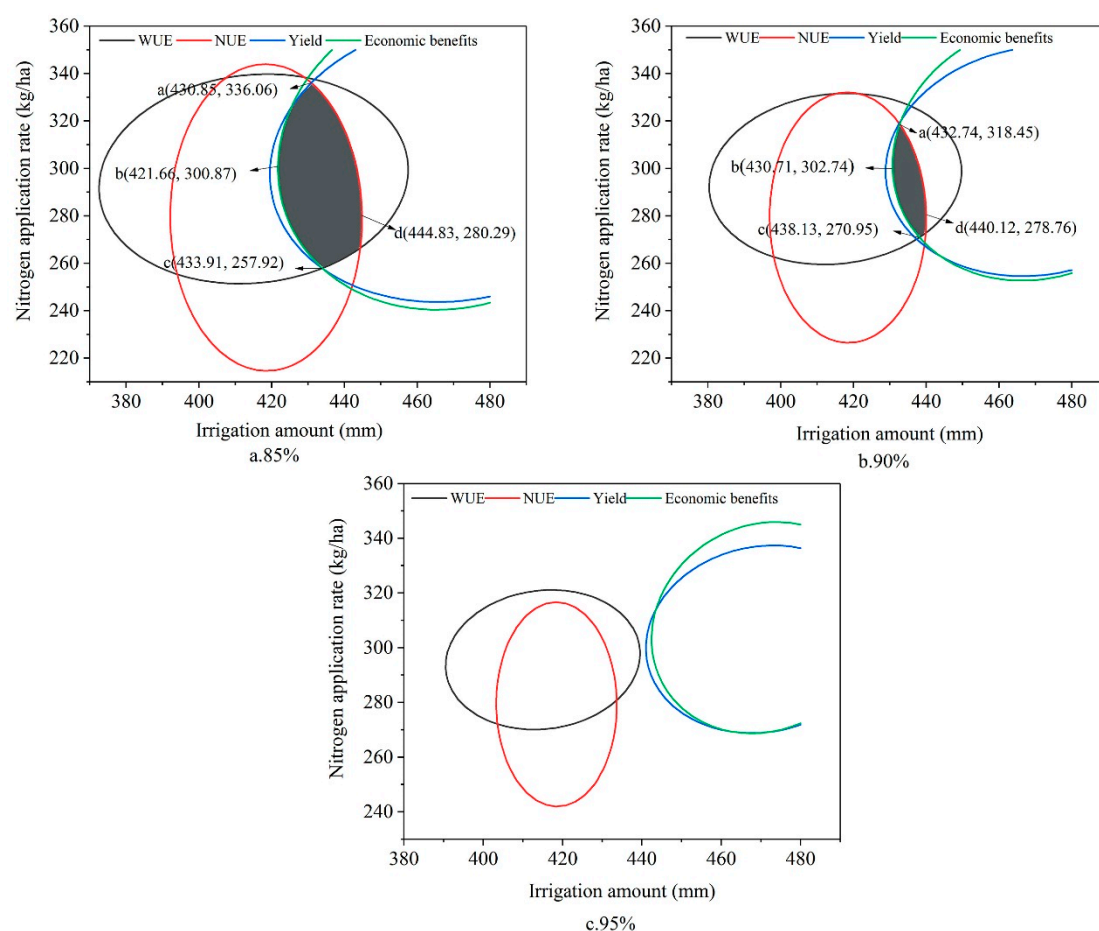 WUE NUE Yield Economic benefits
360
340
320
300
280
260
240
220
a(430.85, 336.06)
b(421.66, 300.87)
d(444.83, 280.29)
c(433.91, 257.92)
Nitrogen application rate (kg/ha)
380 400 420 440 460 480
Irrigation amount (mm)
a.85%
WUE NUE Yield Economic benefits
360
340
320
300
280
260
240
220
a(432.74, 318.45)
b(430.71, 302.74)
c(438.13, 270.95)
d(440.12, 278.76)
Nitrogen application rate (kg/ha)
380 400 420 440 460 480
Irrigation amount (mm)
b.90%
WUE NUE Yield Economic benefits
360
340
320
300
280
260
240
Nitrogen application rate (kg/ha)
380 400 420 440 460 480
Irrigation amount (mm)
c.95%